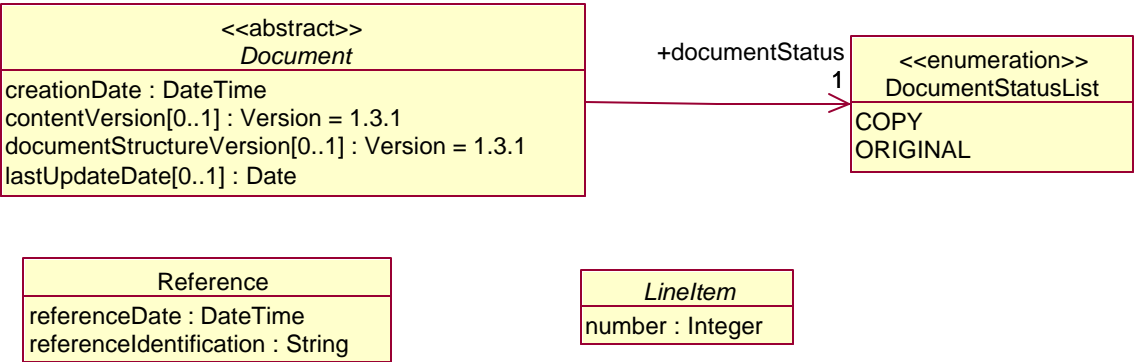 <<abstract>>
Document
creationDate : DateTime
contentVersion[0..1] : Version = 1.3.1
documentStructureVersion[0..1] : Version = 1.3.1
lastUpdateDate[0..1] : Date
+documentStatus
1
<<enumeration>>
DocumentStatusList
COPY
ORIGINAL
Reference
referenceDate : DateTime
referenceIdentification : String
LineItem
number : Integer